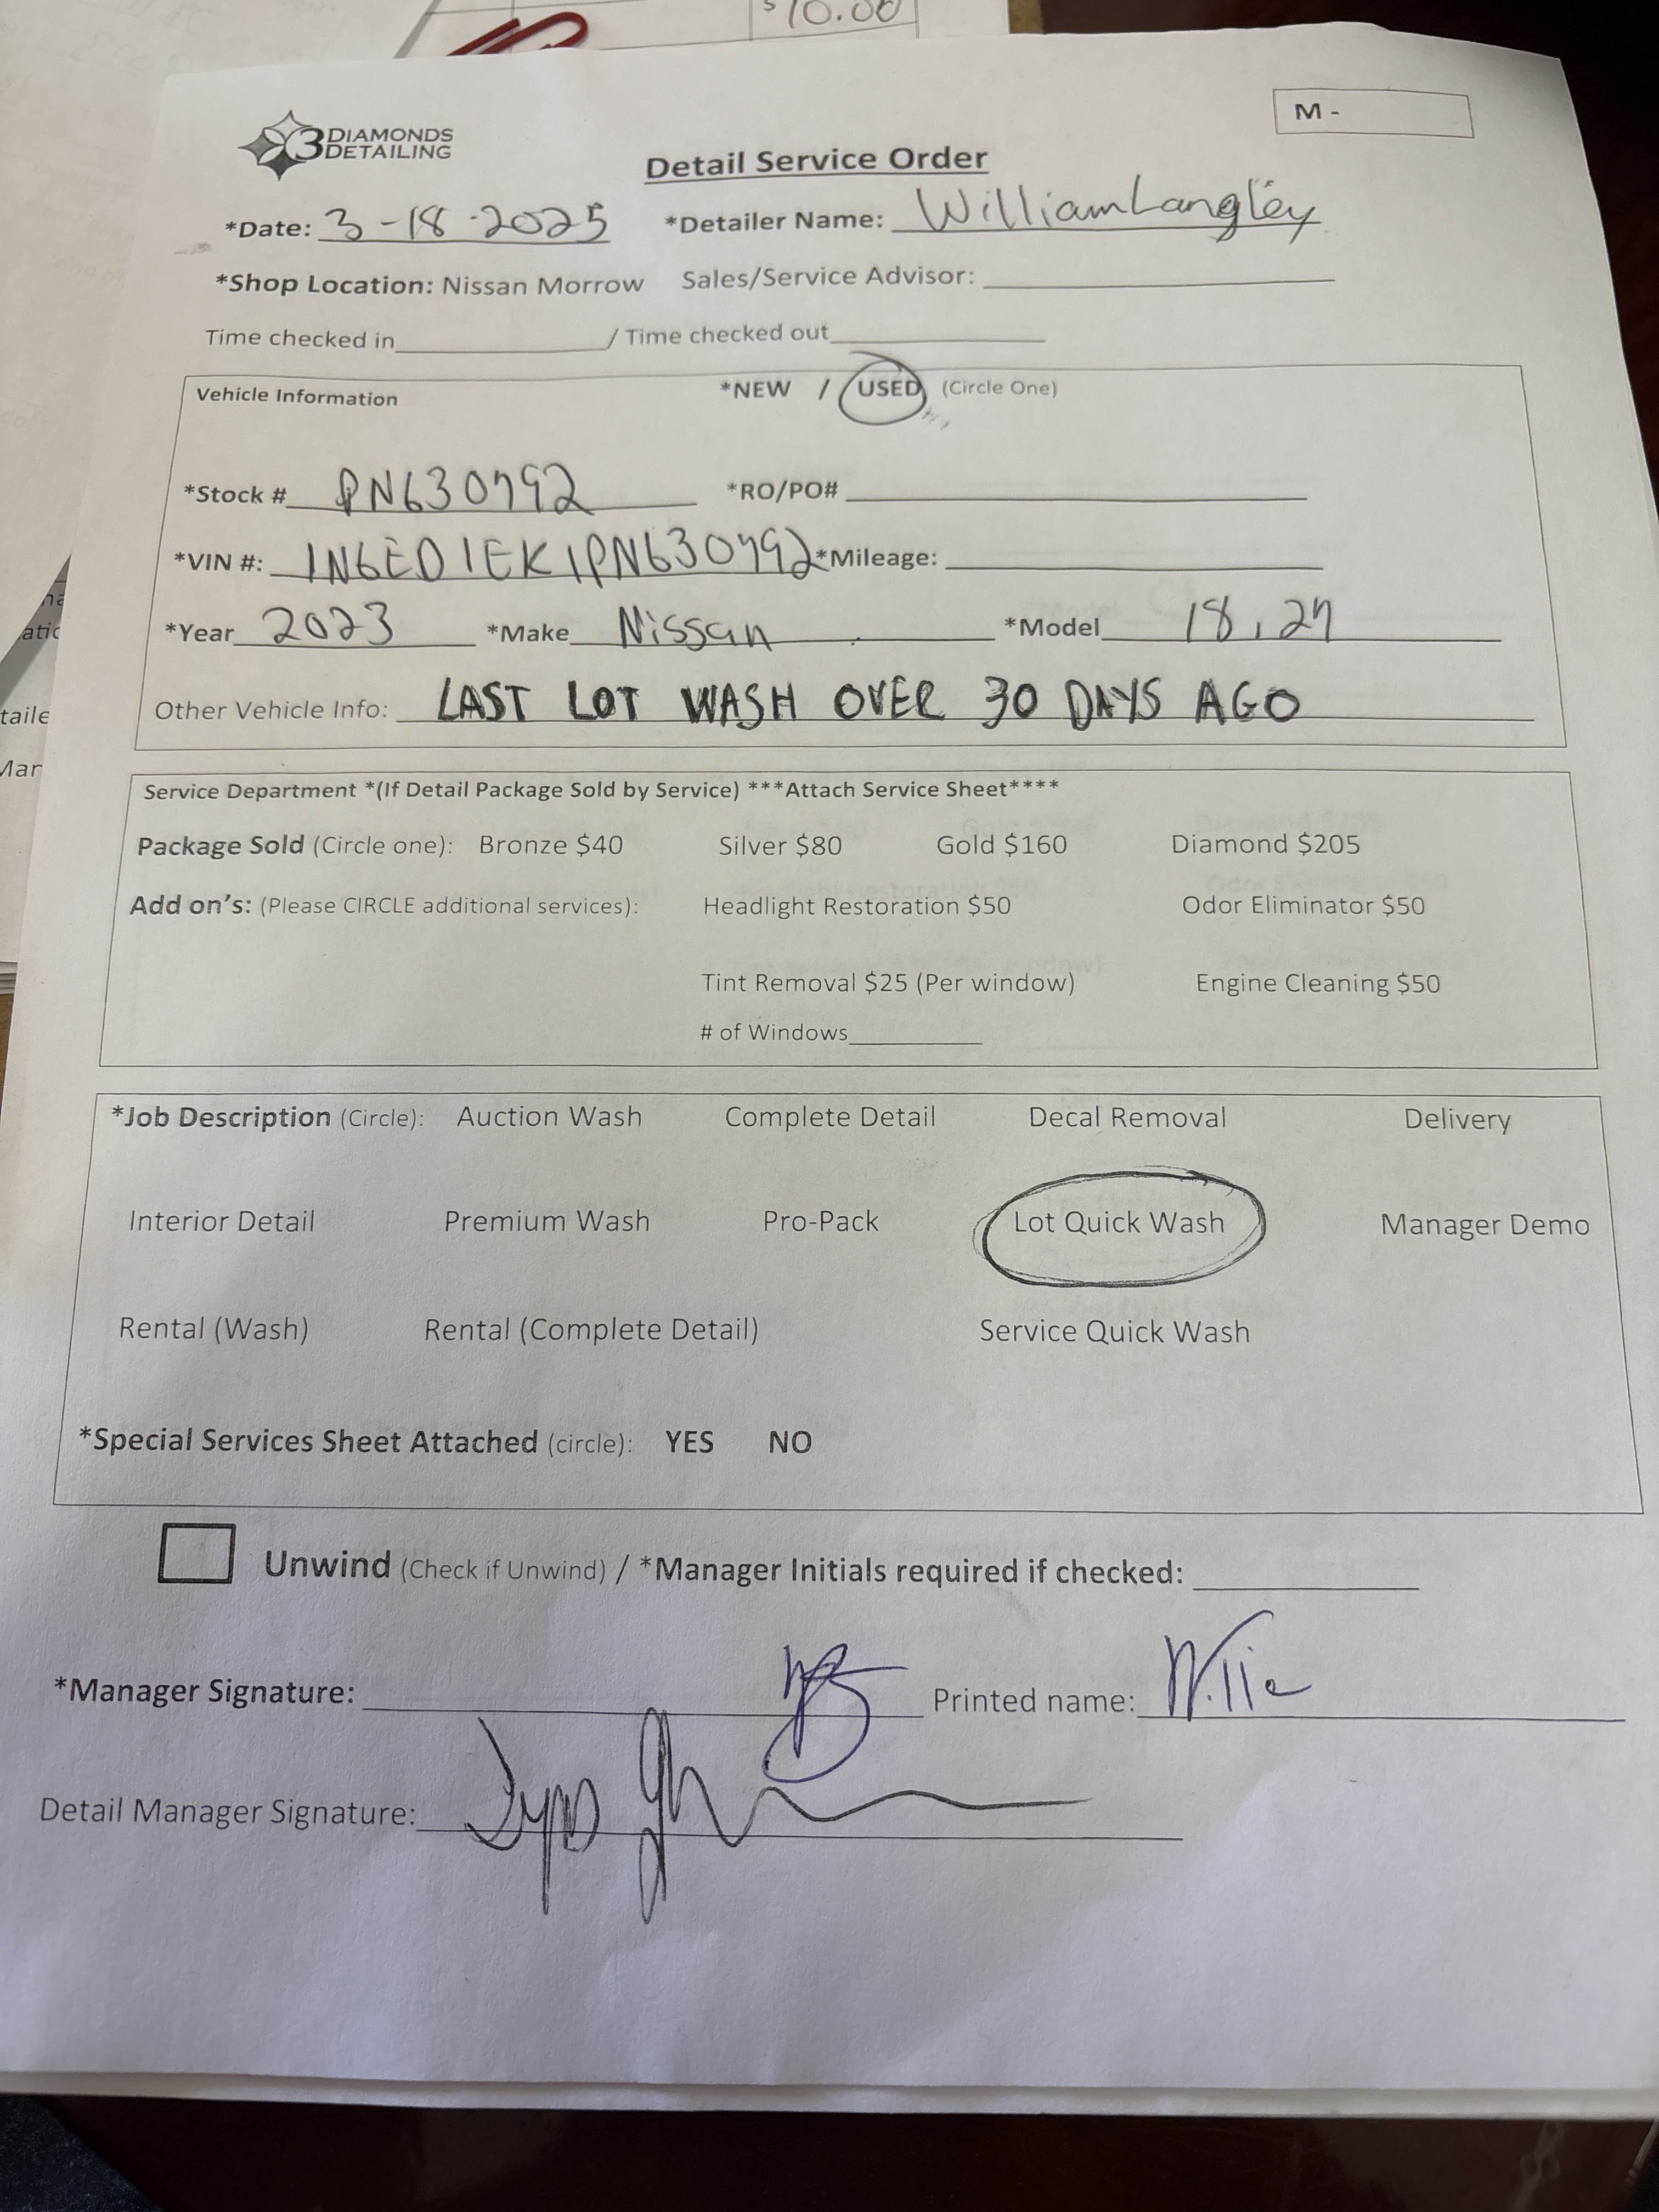 $10.00
M -
3 DIAMONDS
DETAILING
Detail Service Order
*Date: 3-18-2025 *Detailer Name: William Langley
*Shop Location: Nissan Morrow Sales/Service Advisor:
Time checked in / Time checked out
Vehicle Information *NEW / USED (Circle One)
*Stock # PN630792 *RO/PO#
*VIN #: 1N6ED1EK1PN630792 *Mileage:
*Year 2023 *Make Nissan *Model 18,27
Other Vehicle Info: LAST LOT WASH OVER 30 DAYS AGO
Service Department *(If Detail Package Sold by Service) ***Attach Service Sheet****
Package Sold (Circle one): Bronze $40 Silver $80 Gold $160 Diamond $205
Add on's: (Please CIRCLE additional services): Headlight Restoration $50 Odor Eliminator $50
Tint Removal $25 (Per window) Engine Cleaning $50
# of Windows
*Job Description (Circle): Auction Wash Complete Detail Decal Removal Delivery
Interior Detail Premium Wash Pro-Pack Lot Quick Wash Manager Demo
Rental (Wash) Rental (Complete Detail) Service Quick Wash
*Special Services Sheet Attached (circle): YES NO
Unwind (Check if Unwind) / *Manager Initials required if checked:
*Manager Signature: Printed name: Willie
Detail Manager Signature: